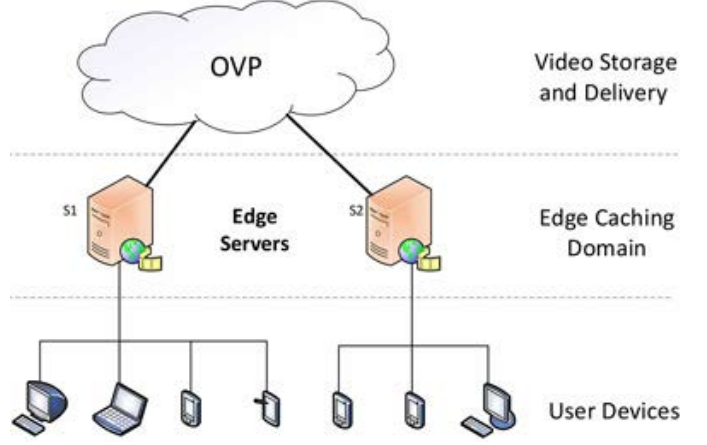 OVP
Video Storage
and Delivery
S1
Edge
Servers
S2
Edge Caching
Domain
User Devices